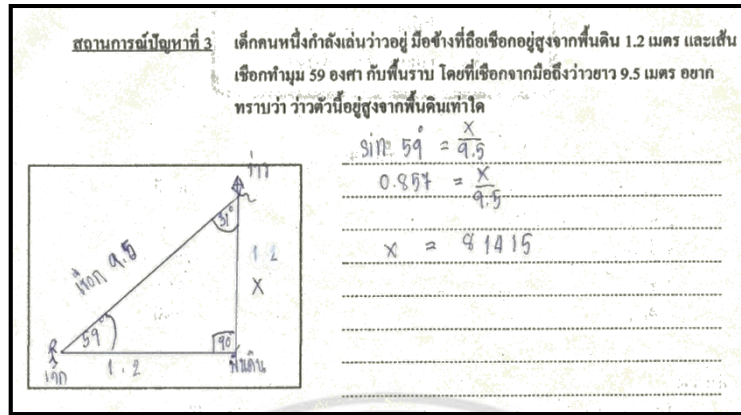 สถานการณ์ปัญหาที่ 3 เด็กคนหนึ่งกำลังเล่นว่าวอยู่ มือข้างที่ถือเชือกอยู่สูงจากพื้นดิน 1.2 เมตร และเส้น
เชือกทำมุม 59 องศา กับพื้นราบ โดยที่เชือกจากมือถึงว่าวยาว 9.5 เมตร อยาก
ทราบว่า ว่าวตัวนี้อยู่สูงจากพื้นดินเท่าใด
sin 59° = x/9.5
0.857 = x/9.5
x = 81415
ว่าว
31°
เชือก 9.5
1 2
x
59°
90°
เด็ก
1.2
พื้นดิน